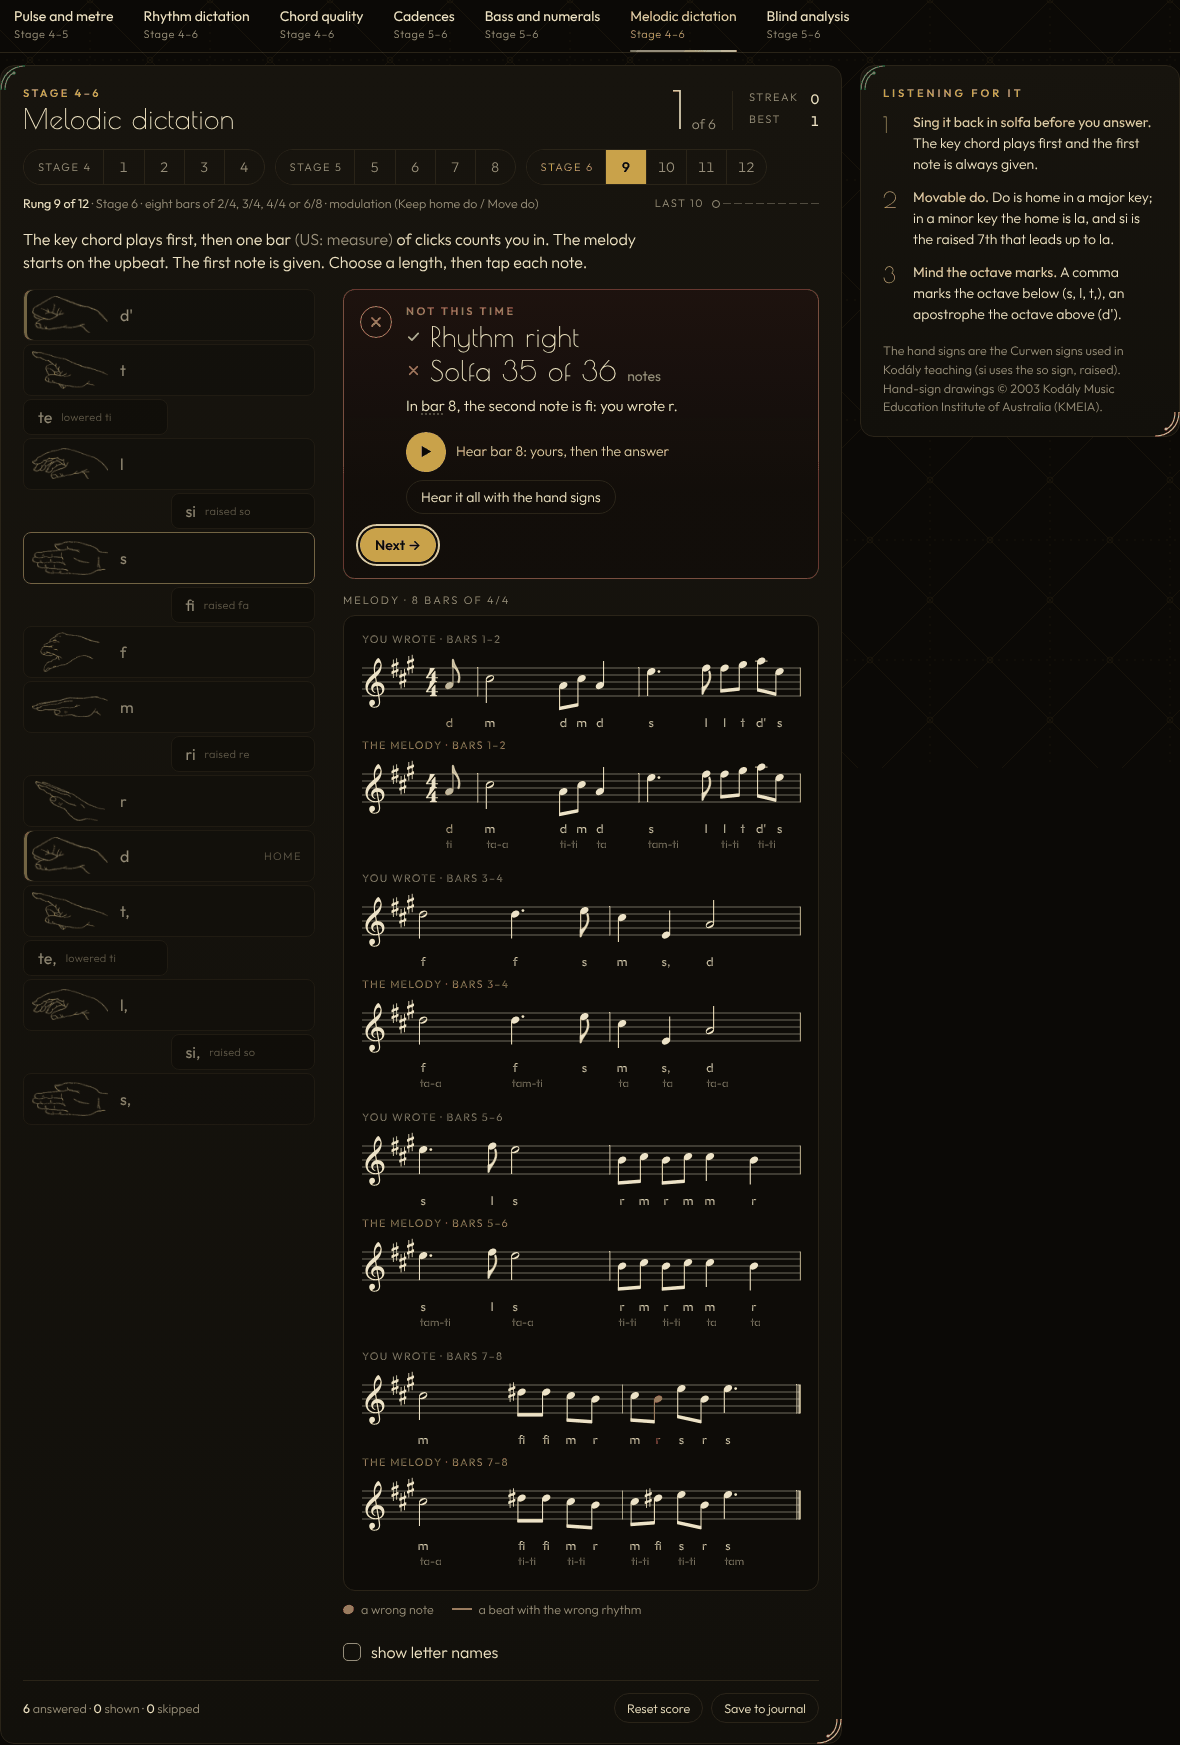 Pulse and metre
Stage 4–5
Rhythm dictation
Stage 4–6
Chord quality
Stage 4–6
Cadences
Stage 5–6
Bass and numerals
Stage 5–6
Melodic dictation
Stage 4–6
Blind analysis
Stage 5–6
STAGE 4–6
Melodic dictation
1 of 6
STREAK 0
BEST 1
STAGE 4 1 2 3 4
STAGE 5 5 6 7 8
STAGE 6 9 10 11 12
Rung 9 of 12 · Stage 6 · eight bars of 2/4, 3/4, 4/4 or 6/8 · modulation (Keep home do / Move do)
LAST 10
The key chord plays first, then one bar (US: measure) of clicks counts you in. The melody
starts on the upbeat. The first note is given. Choose a length, then tap each note.
d'
t
te lowered ti
l
si raised so
s
fi raised fa
f
m
ri raised re
r
d HOME
t,
te, lowered ti
l,
si, raised so
s,
NOT THIS TIME
Rhythm right
Solfa 35 of 36 notes
In bar 8, the second note is fi: you wrote r.
Hear bar 8: yours, then the answer
Hear it all with the hand signs
Next →
MELODY · 8 BARS OF 4/4
YOU WROTE · BARS 1–2
4
4
d m d m d s l l t d' s
THE MELODY · BARS 1–2
4
4
d m d m d s l l t d' s
ti ta-a ti-ti ta tam-ti ti-ti ti-ti
YOU WROTE · BARS 3–4
f f s m s, d
THE MELODY · BARS 3–4
f f s m s, d
ta-a tam-ti ta ta ta-a
YOU WROTE · BARS 5–6
s l s r m r m m r
THE MELODY · BARS 5–6
s l s r m r m m r
tam-ti ta-a ti-ti ti-ti ta ta
YOU WROTE · BARS 7–8
m fi fi m r m r s r s
THE MELODY · BARS 7–8
m fi fi m r m fi s r s
ta-a ti-ti ti-ti ti-ti ti-ti tam
a wrong note
a beat with the wrong rhythm
show letter names
6 answered · 0 shown · 0 skipped
Reset score
Save to journal
LISTENING FOR IT
1 Sing it back in solfa before you answer.
The key chord plays first and the first
note is always given.
2 Movable do. Do is home in a major key;
in a minor key the home is la, and si is
the raised 7th that leads up to la.
3 Mind the octave marks. A comma
marks the octave below (s, l, t,), an
apostrophe the octave above (d').
The hand signs are the Curwen signs used in
Kodály teaching (si uses the so sign, raised).
Hand-sign drawings © 2003 Kodály Music
Education Institute of Australia (KMEIA).